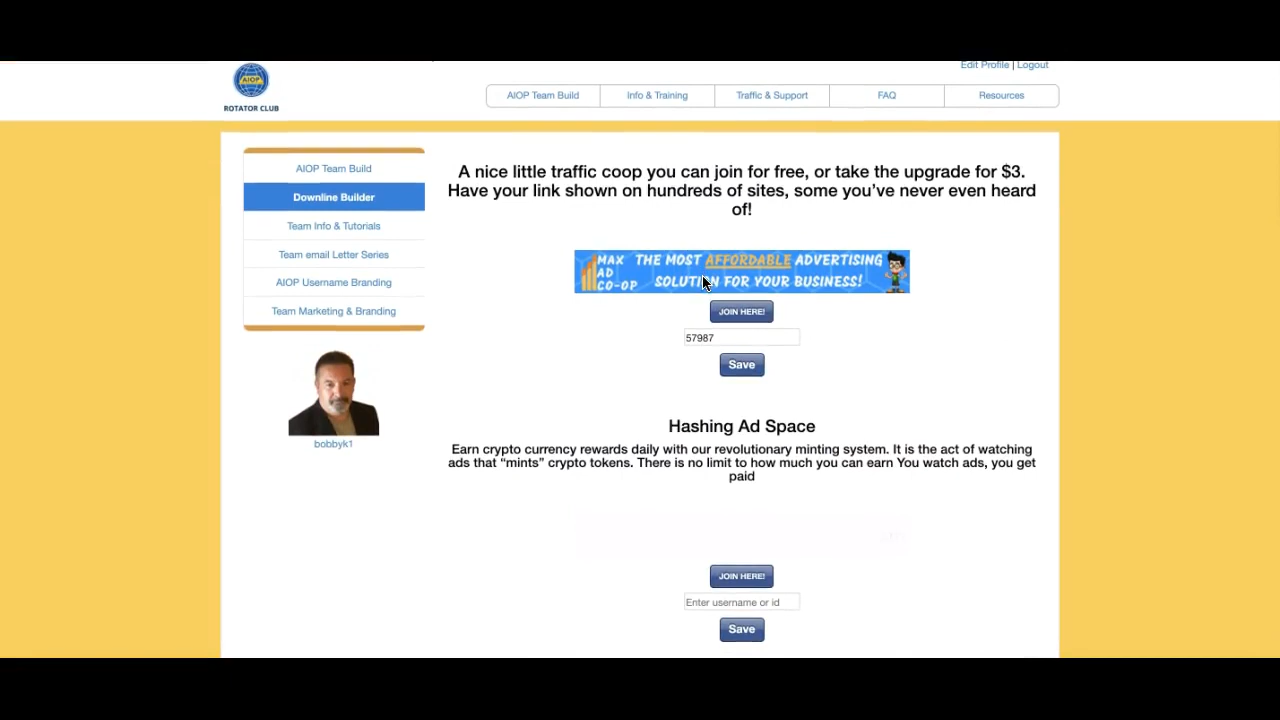 Edit Profile | Logout
AIOP
ROTATOR CLUB
AIOP Team Build
Info & Training
Traffic & Support
FAQ
Resources
AIOP Team Build
Downline Builder
Team Info & Tutorials
Team email Letter Series
AIOP Username Branding
Team Marketing & Branding
bobbyk1
A nice little traffic coop you can join for free, or take the upgrade for $3.
Have your link shown on hundreds of sites, some you've never even heard
of!
MAX
AD
CO-OP
THE MOST AFFORDABLE ADVERTISING
SOLUTION FOR YOUR BUSINESS!
JOIN HERE!
57987
Save
Hashing Ad Space
Earn crypto currency rewards daily with our revolutionary minting system. It is the act of watching
ads that “mints” crypto tokens. There is no limit to how much you can earn You watch ads, you get
paid
JOIN HERE!
Enter username or id
Save